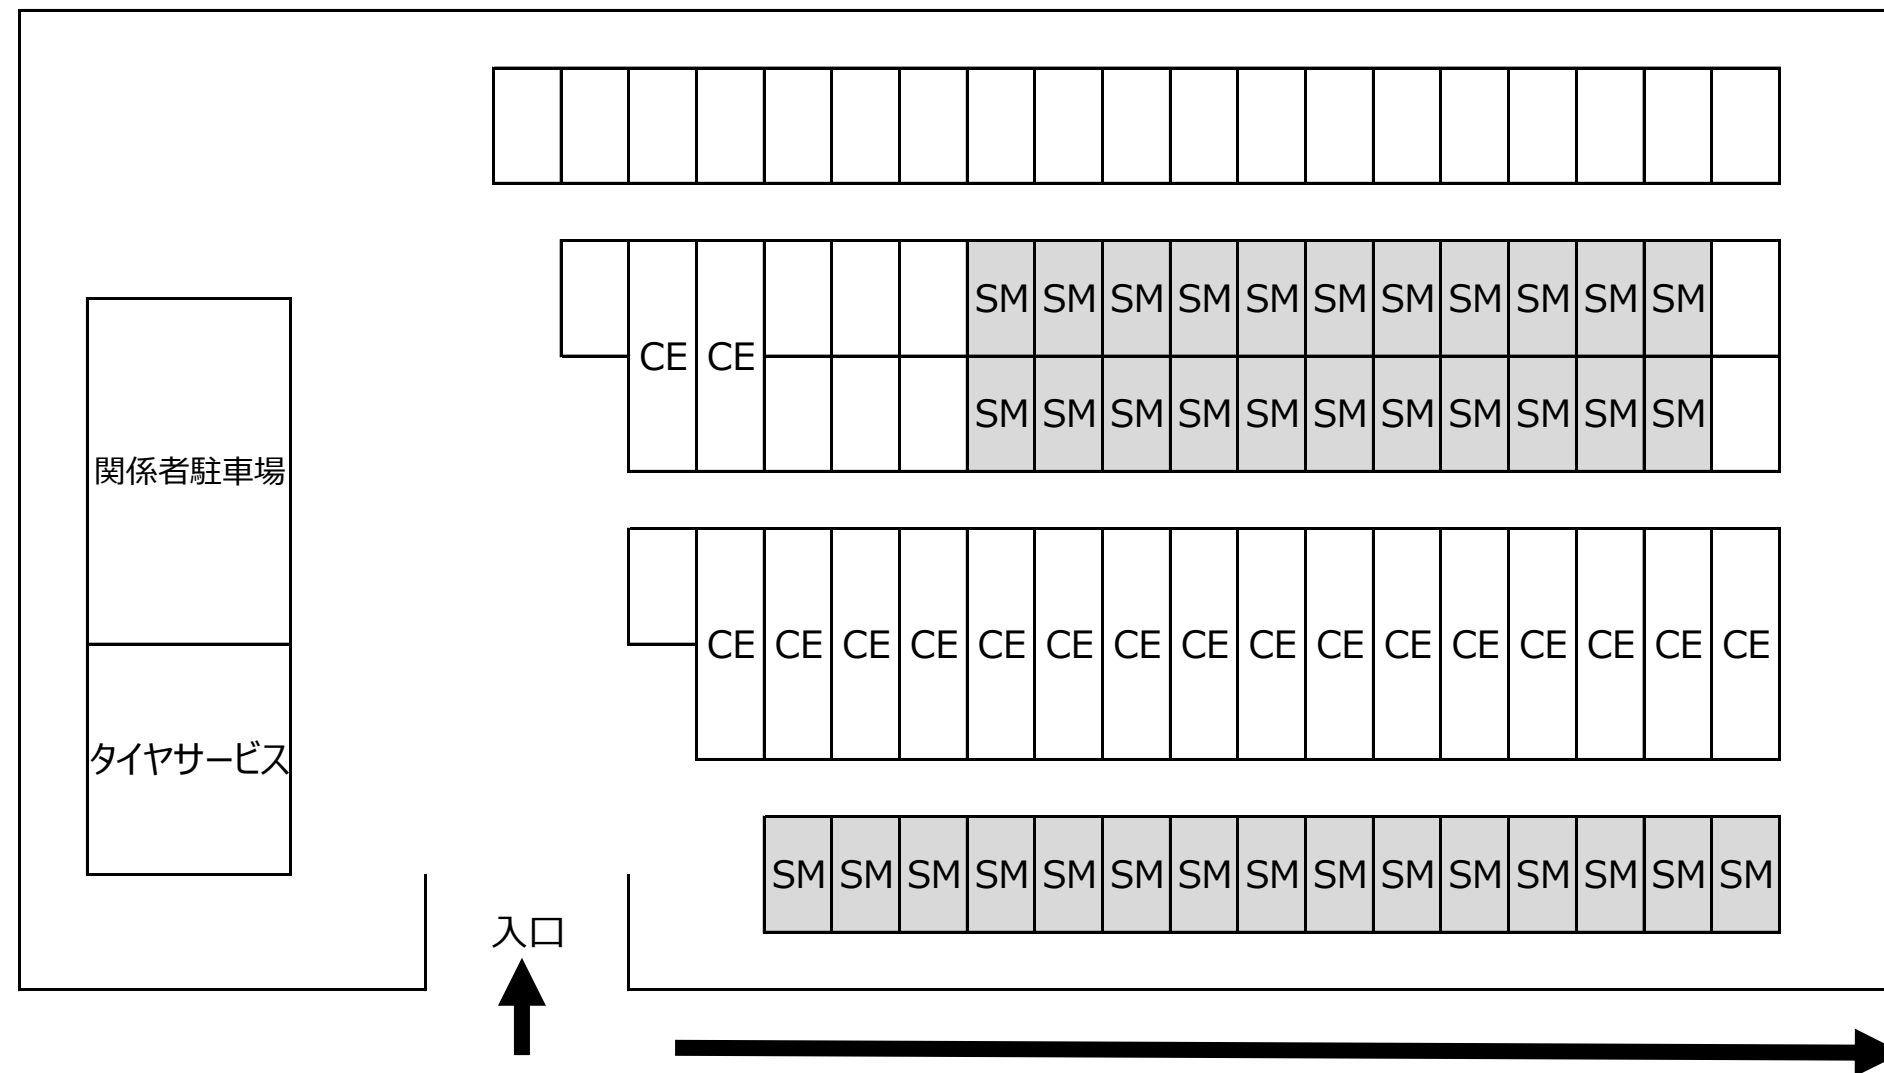 SM SM SM SM SM SM SM SM SM SM SM
CE CE
SM SM SM SM SM SM SM SM SM SM SM
関係者駐車場
CE CE CE CE CE CE CE CE CE CE CE CE CE CE CE CE
タイヤサービス
SM SM SM SM SM SM SM SM SM SM SM SM SM SM SM
入口